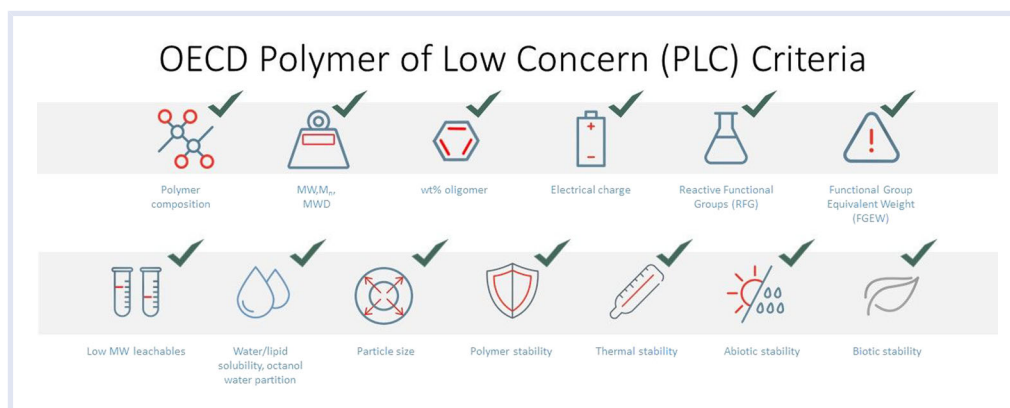 OECD Polymer of Low Concern (PLC) Criteria
Polymer
composition
MW,Mn,
MWD
wt% oligomer
Electrical charge
Reactive Functional
Groups (RFG)
Functional Group
Equivalent Weight
(FGEW)
Low MW leachables
Water/lipid
solubility, octanol
water partition
Particle size
Polymer stability
Thermal stability
Abiotic stability
Biotic stability